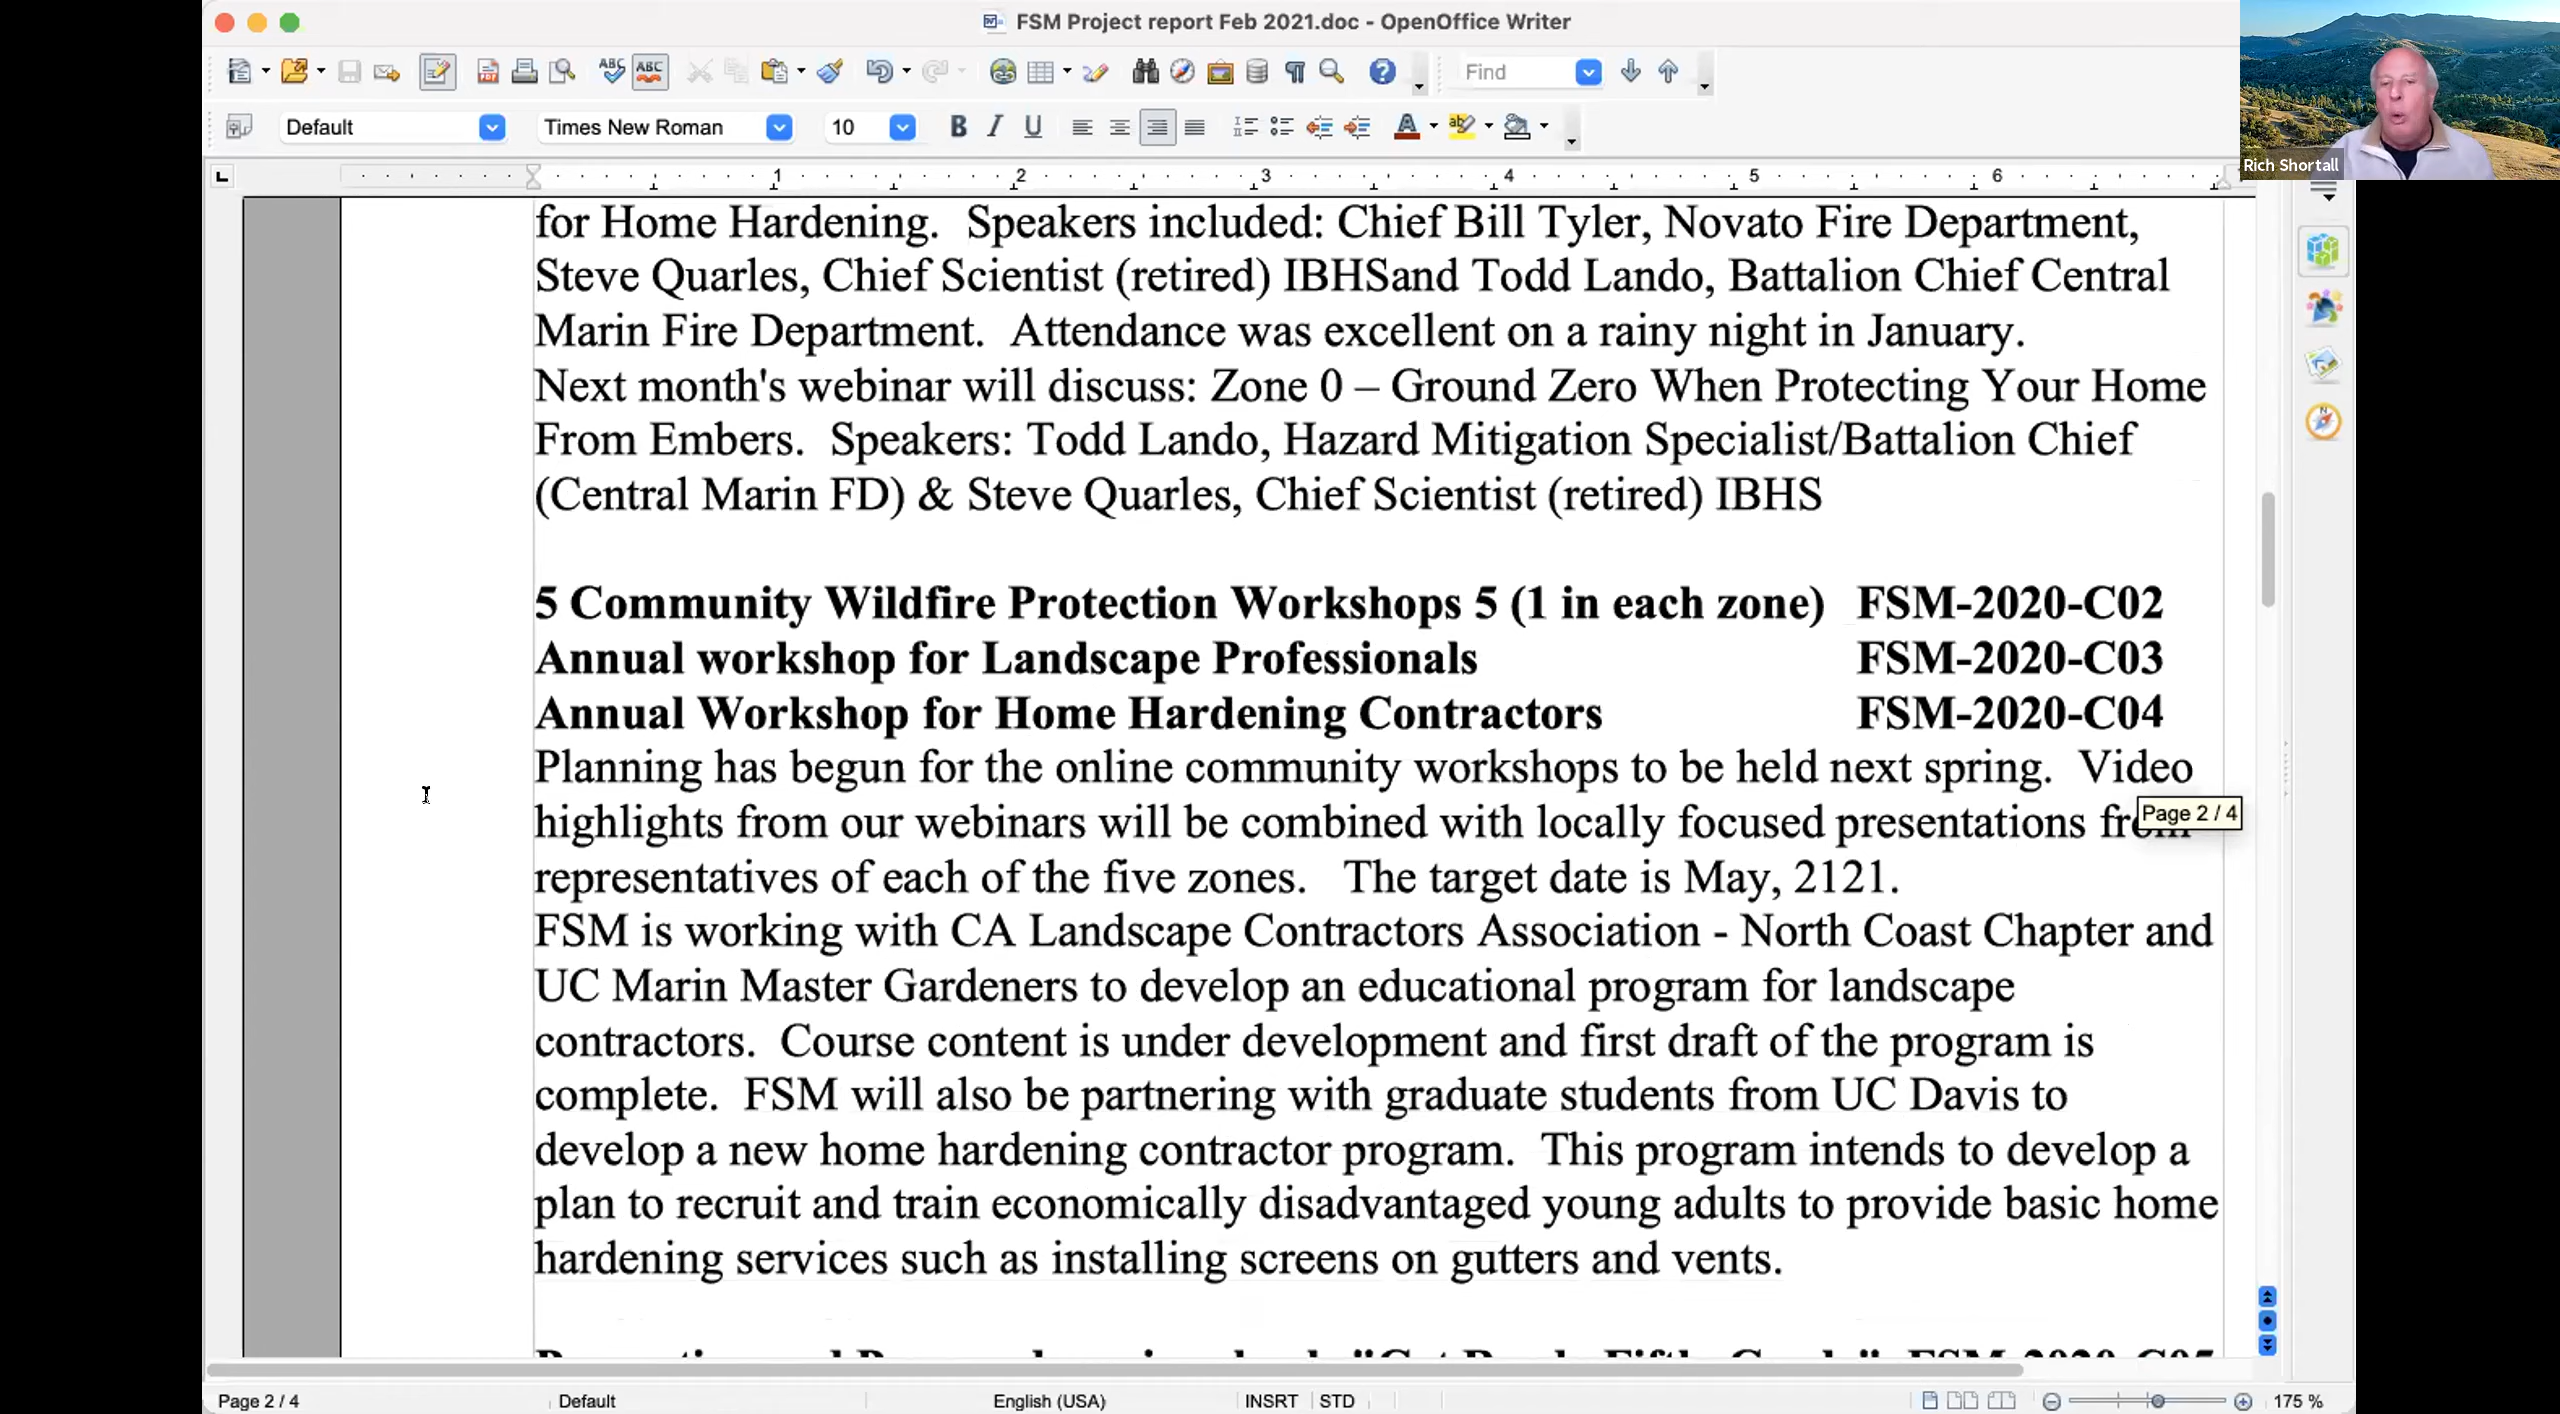 FSM Project report Feb 2021.doc - OpenOffice Writer
ABC ABC Find
Default Times New Roman 10 B I U
Rich Shortall
1 2 3 4 5 6
for Home Hardening. Speakers included: Chief Bill Tyler, Novato Fire Department,
Steve Quarles, Chief Scientist (retired) IBHSand Todd Lando, Battalion Chief Central
Marin Fire Department. Attendance was excellent on a rainy night in January.
Next month's webinar will discuss: Zone 0 – Ground Zero When Protecting Your Home
From Embers. Speakers: Todd Lando, Hazard Mitigation Specialist/Battalion Chief
(Central Marin FD) & Steve Quarles, Chief Scientist (retired) IBHS
5 Community Wildfire Protection Workshops 5 (1 in each zone) FSM-2020-C02
Annual workshop for Landscape Professionals FSM-2020-C03
Annual Workshop for Home Hardening Contractors FSM-2020-C04
Planning has begun for the online community workshops to be held next spring. Video
highlights from our webinars will be combined with locally focused presentations from
Page 2 / 4
representatives of each of the five zones. The target date is May, 2121.
FSM is working with CA Landscape Contractors Association - North Coast Chapter and
UC Marin Master Gardeners to develop an educational program for landscape
contractors. Course content is under development and first draft of the program is
complete. FSM will also be partnering with graduate students from UC Davis to
develop a new home hardening contractor program. This program intends to develop a
plan to recruit and train economically disadvantaged young adults to provide basic home
hardening services such as installing screens on gutters and vents.
Page 2 / 4 Default English (USA) INSRT STD 175 %